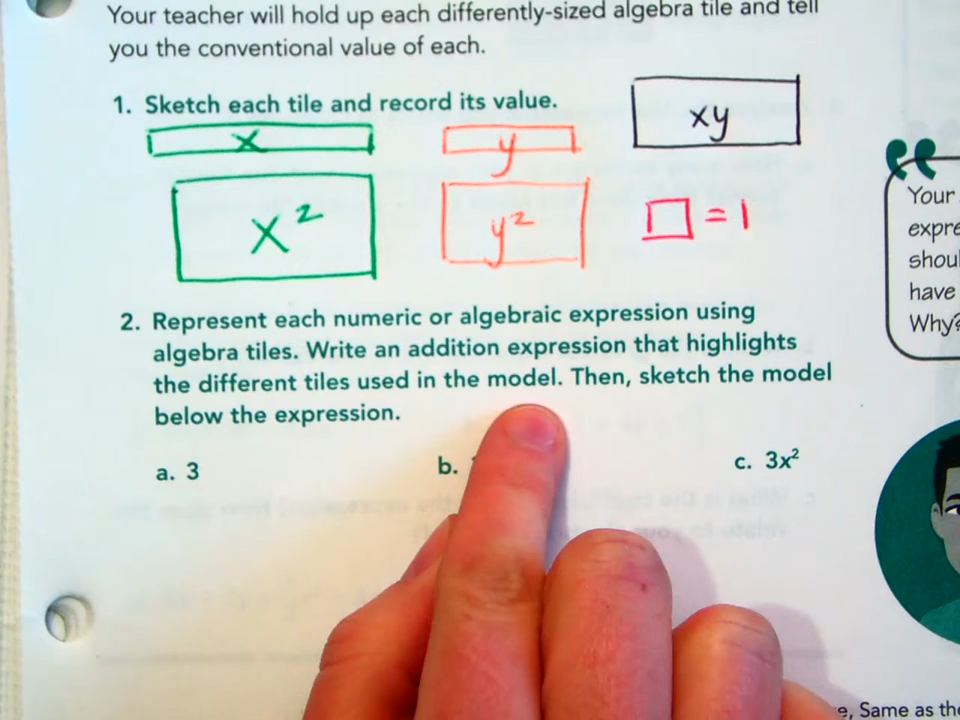 Your teacher will hold up each differently-sized algebra tile and tell
you the conventional value of each.
1. Sketch each tile and record its value.
x
y
xy
x²
y²
□ = 1
2. Represent each numeric or algebraic expression using
algebra tiles. Write an addition expression that highlights
the different tiles used in the model. Then, sketch the model
below the expression.
a. 3
b.
c. 3x²
Your
have
Why?
Same as